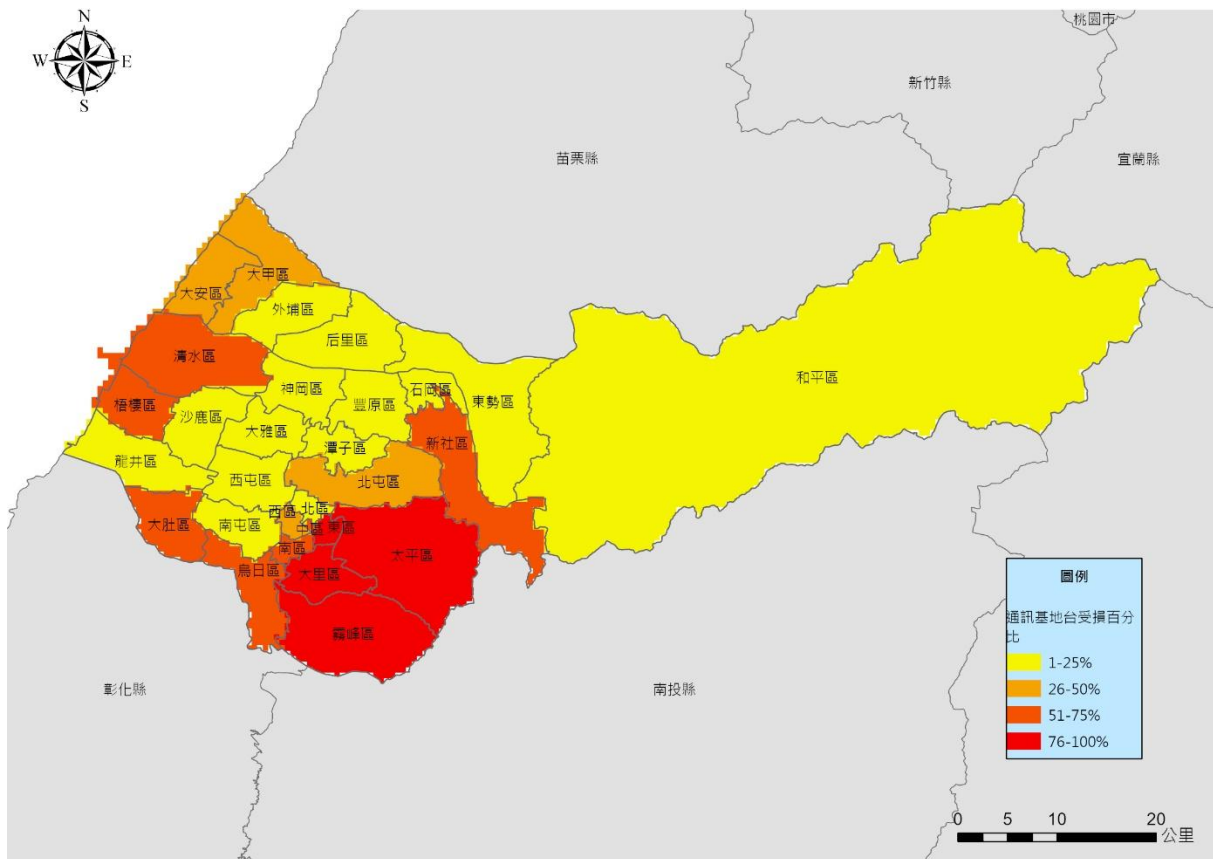 N
W
E
S
桃園市
新竹縣
苗栗縣
宜蘭縣
大甲區
大安區
外埔區
后里區
清水區
神岡區
石岡區
和平區
梧棲區
沙鹿區
豐原區
東勢區
大雅區
新社區
潭子區
龍井區
西屯區
北屯區
西區
北區
大肚區
南屯區
中區
東區
南區
太平區
烏日區
大里區
霧峰區
彰化縣
南投縣
圖例
通訊基地台受損百分
比
1-25%
26-50%
51-75%
76-100%
0 5 10 20
公里